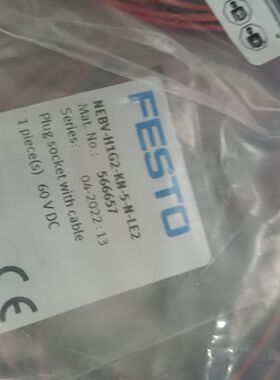 FESTO
NEBV-H1G2-KN-5-N-LE2
Mat. No.: 566657
Series: 04-2022: 13
Plug socket with cable
1 piece(s) 60 V DC
CE